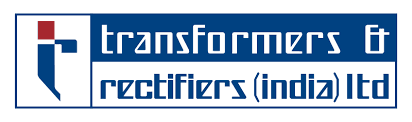 transformers &
rectifiers (india) ltd